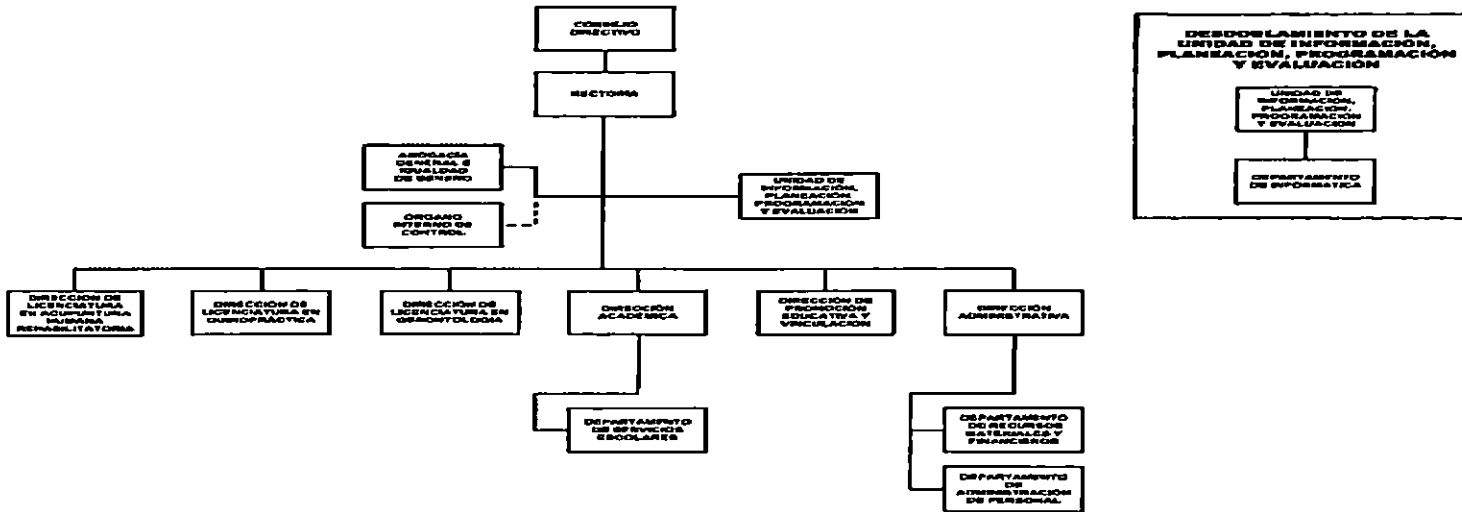 CONSEJO
DIRECTIVO
RECTORÍA
ABOGACÍA
GENERAL E
IGUALDAD
DE GÉNERO
ÓRGANO
INTERNO DE
CONTROL
UNIDAD DE
INFORMACIÓN,
PLANEACIÓN,
PROGRAMACIÓN
Y EVALUACIÓN
DIRECCIÓN DE
LICENCIATURA
EN ACUPUNTURA
HUMANA
REHABILITATORIA
DIRECCIÓN DE
LICENCIATURA EN
QUIROPRÁCTICA
DIRECCIÓN DE
LICENCIATURA EN
GERONTOLOGÍA
DIRECCIÓN
ACADÉMICA
DIRECCIÓN DE
PROMOCIÓN
EDUCATIVA Y
VINCULACIÓN
DIRECCIÓN
ADMINISTRATIVA
DEPARTAMENTO
DE SERVICIOS
ESCOLARES
DEPARTAMENTO
DE RECURSOS
MATERIALES Y
FINANCIEROS
DEPARTAMENTO
DE
ADMINISTRACIÓN
DE PERSONAL
DESDOBLAMIENTO DE LA
UNIDAD DE INFORMACIÓN,
PLANEACIÓN, PROGRAMACIÓN
Y EVALUACIÓN
UNIDAD DE
INFORMACIÓN,
PLANEACIÓN,
PROGRAMACIÓN
Y EVALUACIÓN
DEPARTAMENTO
DE INFORMÁTICA